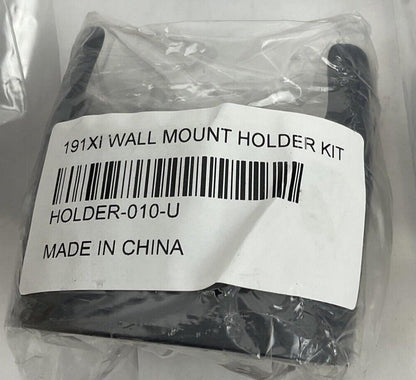 191XI WALL MOUNT HOLDER KIT
HOLDER-010-U
MADE IN CHINA